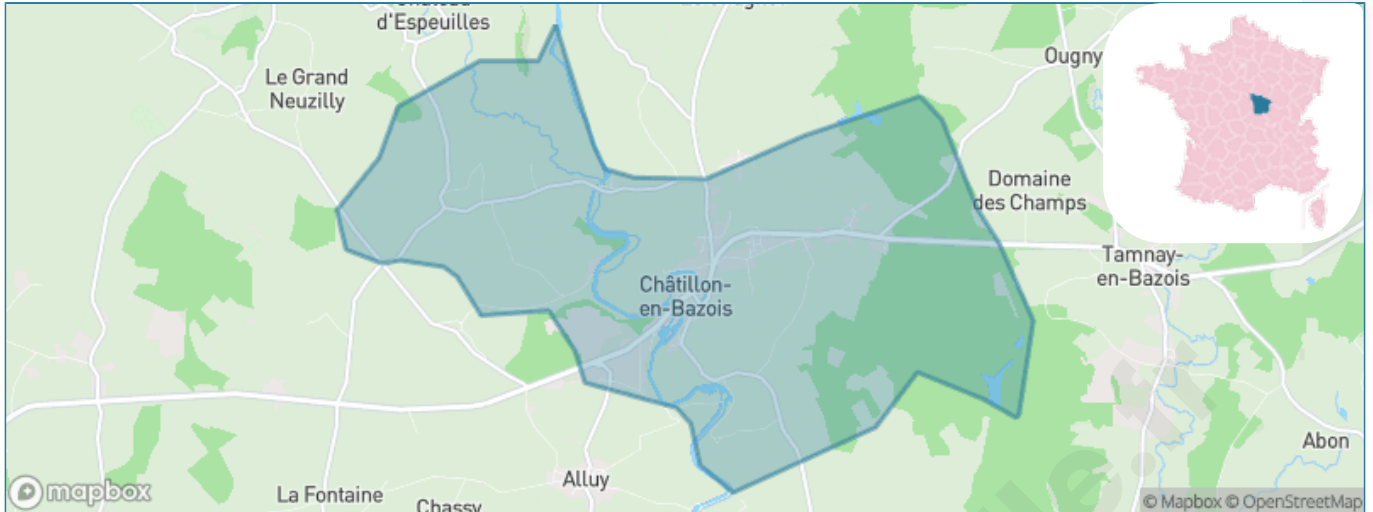 d'Espeuilles
Ougny
Le Grand
Neuzilly
Domaine
des Champs
Tamnay-
en-Bazois
Châtillon-
en-Bazois
Abon
Alluy
La Fontaine
Chassy
mapbox
© Mapbox © OpenStreetMap